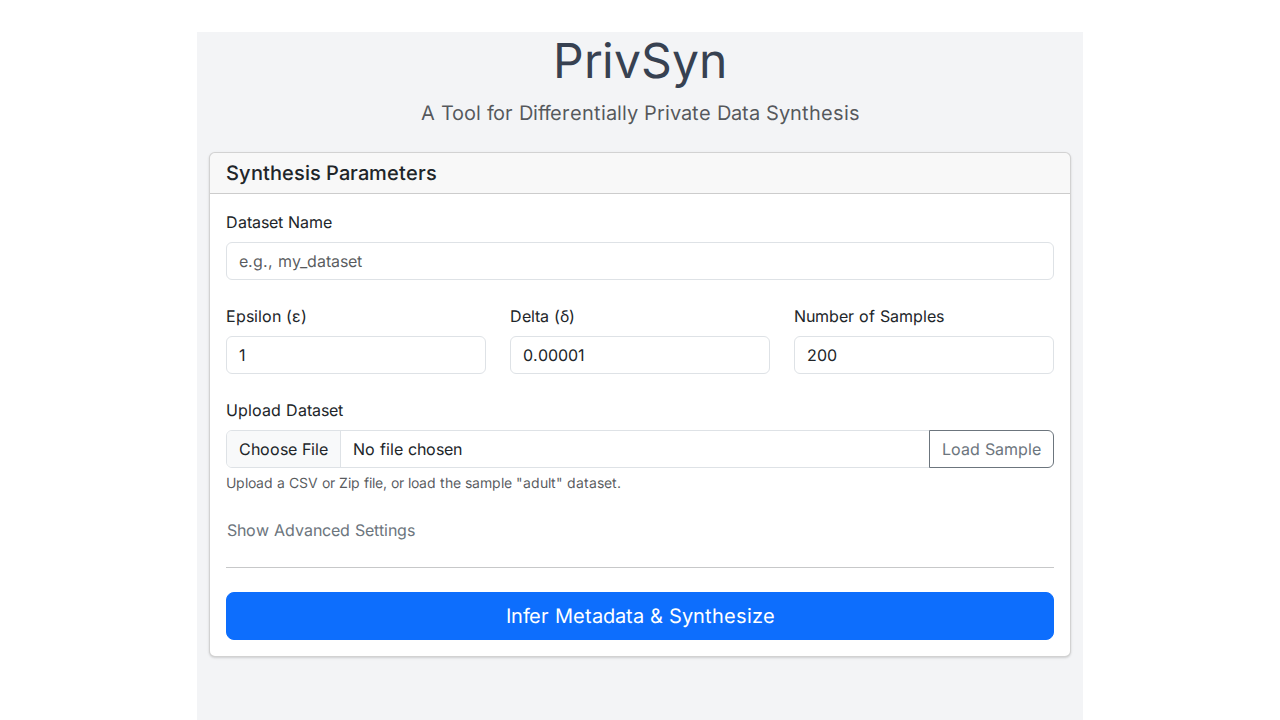 PrivSyn
A Tool for Differentially Private Data Synthesis
Synthesis Parameters
Dataset Name
e.g., my_dataset
Epsilon (ε)
Delta (δ)
Number of Samples
1
0.00001
200
Upload Dataset
Choose File
No file chosen
Load Sample
Upload a CSV or Zip file, or load the sample "adult" dataset.
Show Advanced Settings
Infer Metadata & Synthesize